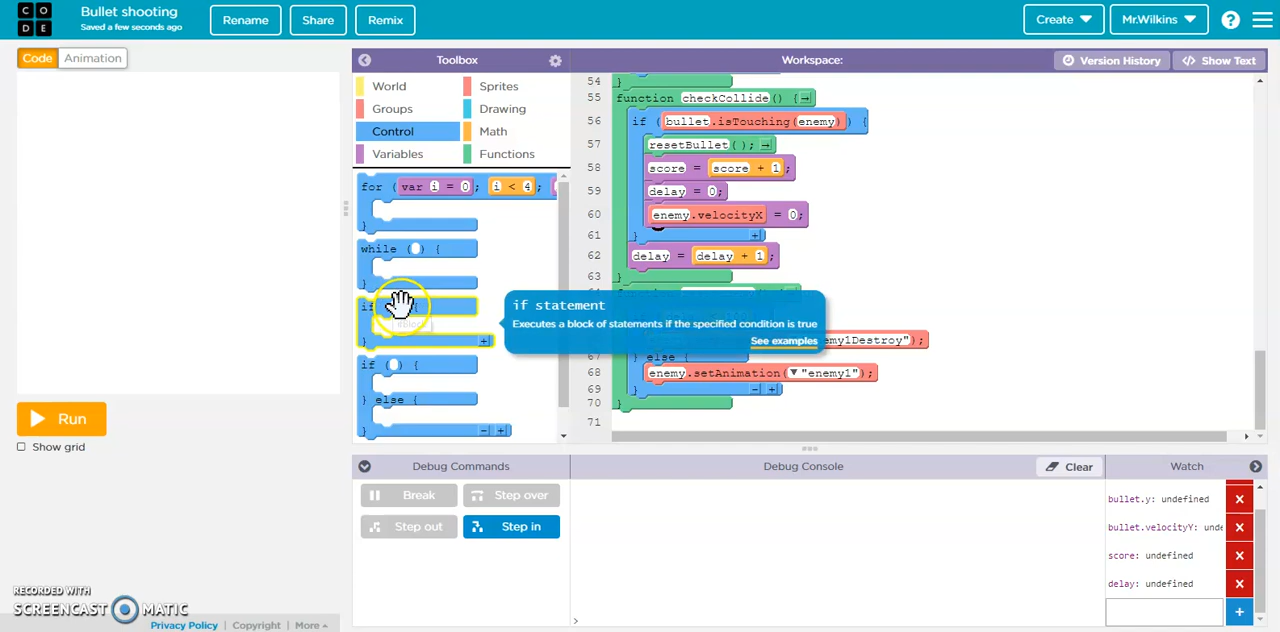 CODE
Bullet shooting
Saved a few seconds ago
Rename
Share
Remix
Create
Mr.Wilkins
?
Code
Animation
Toolbox
Workspace:
Version History
</> Show Text
World
Sprites
Groups
Drawing
Control
Math
Variables
Functions
for ( var i = 0; i < 4;
}
while ( ) {
}
if {
}
if ( ) {
} else {
}
if statement
Executes a block of statements if the specified condition is true
See examples
54 }
55 function checkCollide() {
56 if ( bullet.isTouching(enemy) ) {
57 resetBullet();
58 score = score + 1;
59 delay = 0;
60 enemy.velocityX = 0;
61 }
62 delay = delay + 1;
63 }
emy1Destroy");
67 } else {
68 enemy.setAnimation( "enemy1");
69 }
70 }
71
Run
Show grid
Debug Commands
Debug Console
Clear
Watch
Break
Step over
Step out
Step in
bullet.y: undefined
bullet.velocityY: unde
score: undefined
delay: undefined
>
RECORDED WITH
SCREENCAST MATIC
Privacy Policy
Copyright
More